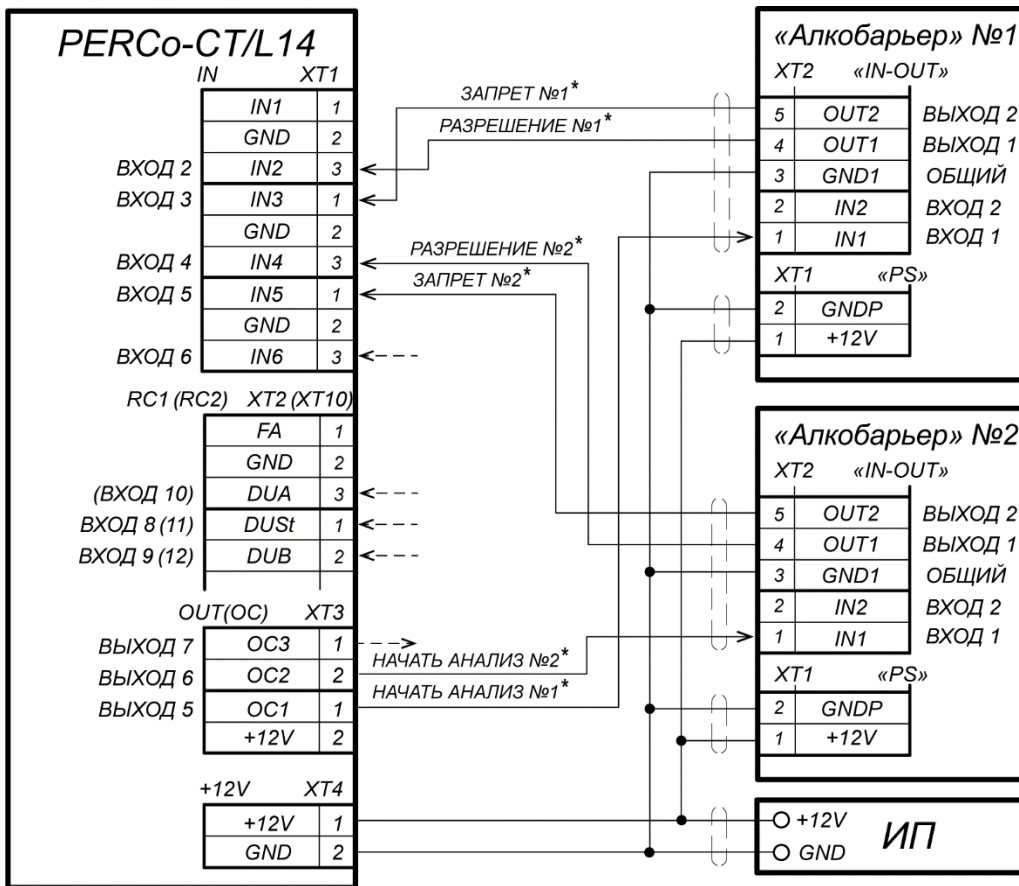 PERCo-CT/L14
IN XT1
IN1 1
GND 2
ВХОД 2 IN2 3
ВХОД 3 IN3 1
GND 2
ВХОД 4 IN4 3
ВХОД 5 IN5 1
GND 2
ВХОД 6 IN6 3
RC1 (RC2) XT2 (XT10)
FA 1
GND 2
(ВХОД 10) DUA 3
ВХОД 8 (11) DUSt 1
ВХОД 9 (12) DUB 2
OUT(OC) XT3
ВЫХОД 7 OC3 1
ВЫХОД 6 OC2 2
ВЫХОД 5 OC1 1
+12V 2
+12V XT4
+12V 1
GND 2
ЗАПРЕТ №1*
РАЗРЕШЕНИЕ №1*
РАЗРЕШЕНИЕ №2*
ЗАПРЕТ №2*
НАЧАТЬ АНАЛИЗ №2*
НАЧАТЬ АНАЛИЗ №1*
«Алкобарьер» №1
XT2 «IN-OUT»
5 OUT2 ВЫХОД 2
4 OUT1 ВЫХОД 1
3 GND1 ОБЩИЙ
2 IN2 ВХОД 2
1 IN1 ВХОД 1
XT1 «PS»
2 GNDP
1 +12V
«Алкобарьер» №2
XT2 «IN-OUT»
5 OUT2 ВЫХОД 2
4 OUT1 ВЫХОД 1
3 GND1 ОБЩИЙ
2 IN2 ВХОД 2
1 IN1 ВХОД 1
XT1 «PS»
2 GNDP
1 +12V
+12V
GND
ИП